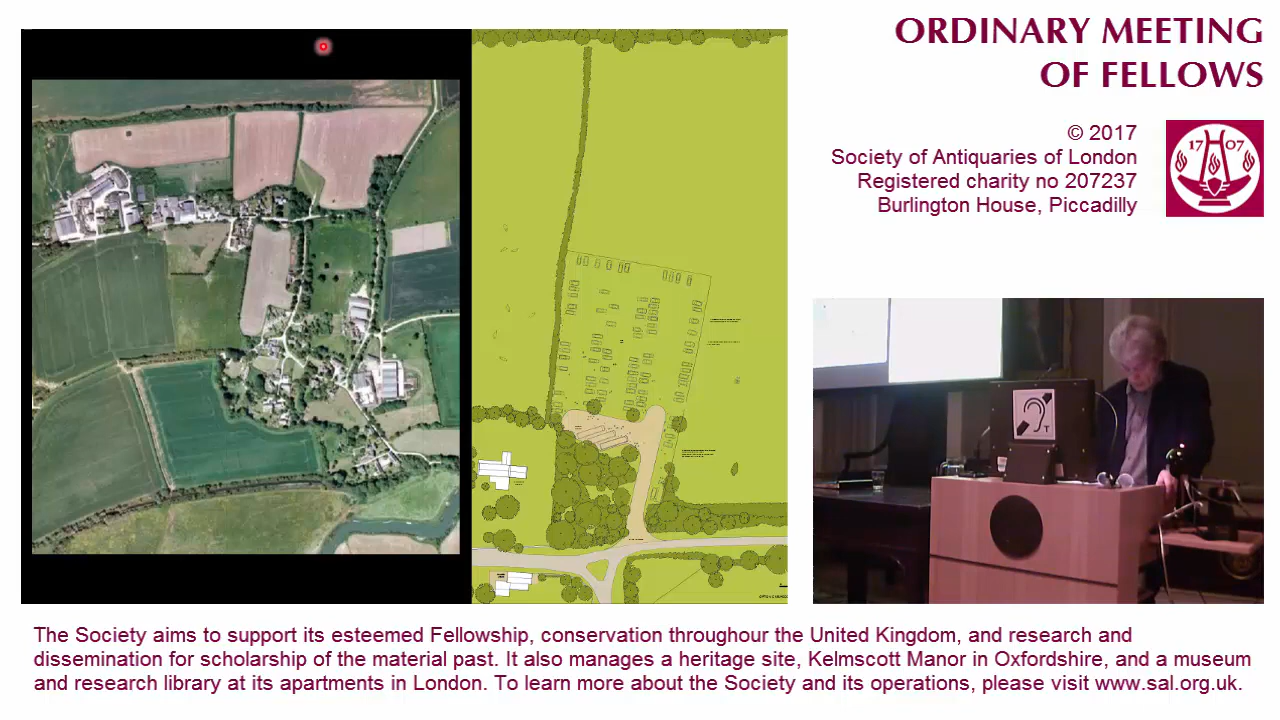 ORDINARY MEETING
OF FELLOWS
© 2017
Society of Antiquaries of London
Registered charity no 207237
Burlington House, Piccadilly
17 07
T
The Society aims to support its esteemed Fellowship, conservation throughour the United Kingdom, and research and
dissemination for scholarship of the material past. It also manages a heritage site, Kelmscott Manor in Oxfordshire, and a museum
and research library at its apartments in London. To learn more about the Society and its operations, please visit www.sal.org.uk.